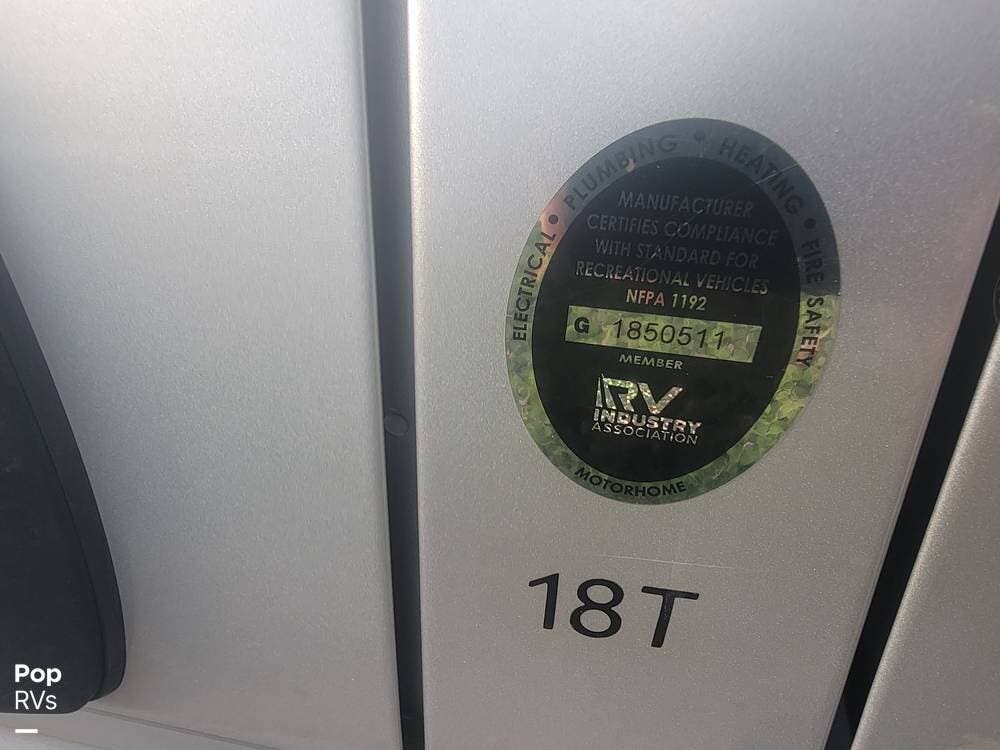 ELECTRICAL • PLUMBING • HEATING • FIRE SAFETY
MANUFACTURER
CERTIFIES COMPLIANCE
WITH STANDARD FOR
RECREATIONAL VEHICLES
NFPA 1192
G 1850511
MEMBER
RV
INDUSTRY
ASSOCIATION
MOTORHOME
18T
Pop
RVs